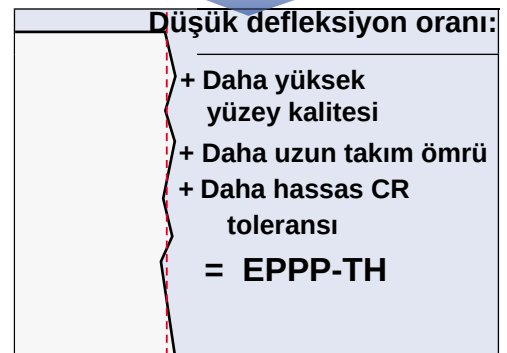 Düşük defleksiyon oranı:
+ Daha yüksek
yüzey kalitesi
+ Daha uzun takım ömrü
+ Daha hassas CR
toleransı
= EPPP-TH